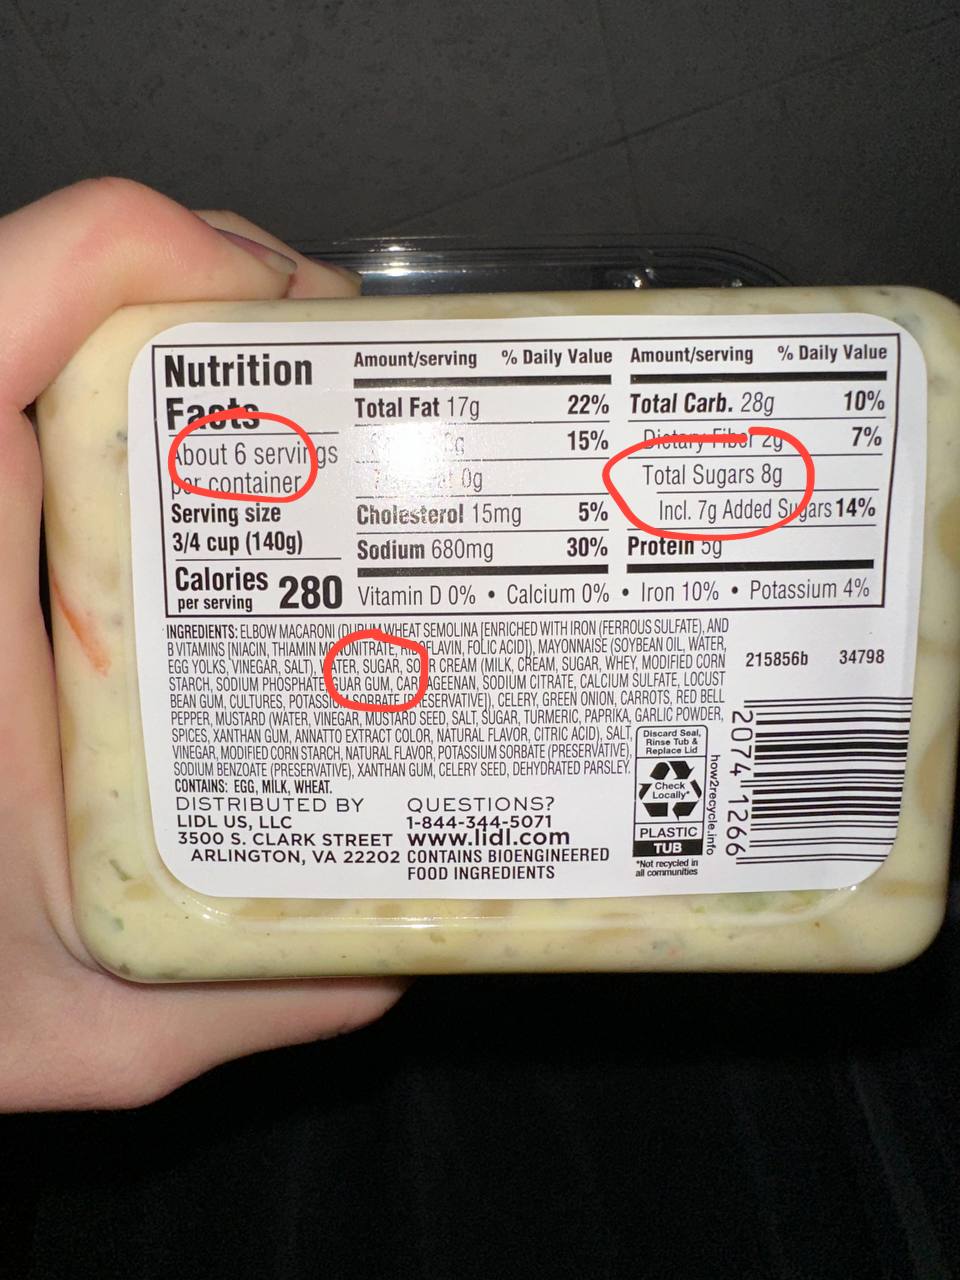 Nutrition
Facts
About 6 servings
per container
Serving size
3/4 cup (140g)
Calories
per serving
280
Amount/serving % Daily Value
Total Fat 17g 22%
15%
0g
Cholesterol 15mg 5%
Sodium 680mg 30%
Amount/serving % Daily Value
Total Carb. 28g 10%
Dietary Fiber 2g 7%
Total Sugars 8g
Incl. 7g Added Sugars 14%
Protein 5g
Vitamin D 0% • Calcium 0% • Iron 10% • Potassium 4%
INGREDIENTS: ELBOW MACARONI (DURUM WHEAT SEMOLINA [ENRICHED WITH IRON (FERROUS SULFATE), AND
B VITAMINS [NIACIN, THIAMIN MONONITRATE, RIBOFLAVIN, FOLIC ACID]), MAYONNAISE (SOYBEAN OIL, WATER,
EGG YOLKS, VINEGAR, SALT), WATER, SUGAR, SOUR CREAM (MILK, CREAM, SUGAR, WHEY, MODIFIED CORN
STARCH, SODIUM PHOSPHATE, GUAR GUM, CARRAGEENAN, SODIUM CITRATE, CALCIUM SULFATE, LOCUST
BEAN GUM, CULTURES, POTASSIUM SORBATE [PRESERVATIVE]), CELERY, GREEN ONION, CARROTS, RED BELL
PEPPER, MUSTARD (WATER, VINEGAR, MUSTARD SEED, SALT, SUGAR, TURMERIC, PAPRIKA, GARLIC POWDER,
SPICES, XANTHAN GUM, ANNATTO EXTRACT COLOR, NATURAL FLAVOR, CITRIC ACID), SALT,
VINEGAR, MODIFIED CORN STARCH, NATURAL FLAVOR, POTASSIUM SORBATE (PRESERVATIVE),
SODIUM BENZOATE (PRESERVATIVE), XANTHAN GUM, CELERY SEED, DEHYDRATED PARSLEY.
CONTAINS: EGG, MILK, WHEAT.
DISTRIBUTED BY
LIDL US, LLC
3500 S. CLARK STREET
ARLINGTON, VA 22202
QUESTIONS?
1-844-344-5071
www.lidl.com
CONTAINS BIOENGINEERED
FOOD INGREDIENTS
215856b 34798
Discard Seal,
Rinse Tub &
Replace Lid
Check
Locally*
PLASTIC
TUB
*Not recycled in
all communities
how2recycle.info
2074 1266